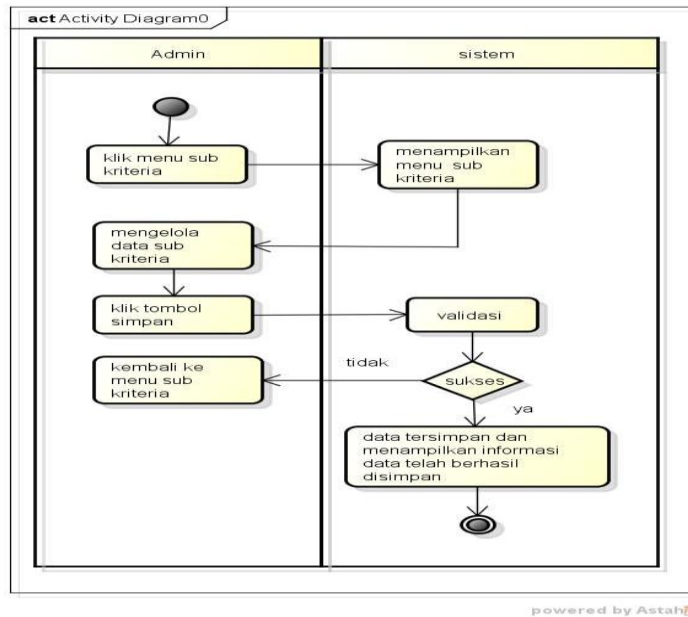 act Activity Diagram0
Admin
sistem
klik menu sub
kriteria
menampilkan
menu sub
kriteria
mengelola
data sub
kriteria
klik tombol
simpan
validasi
kembali ke
menu sub
kriteria
tidak
sukses
ya
data tersimpan dan
menampilkan informasi
data telah berhasil
disimpan
powered by Astah